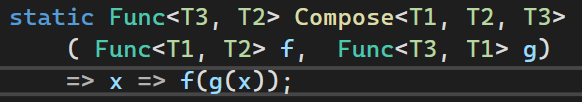 static Func<T3, T2> Compose<T1, T2, T3>
( Func<T1, T2> f,  Func<T3, T1> g)
=> x => f(g(x));